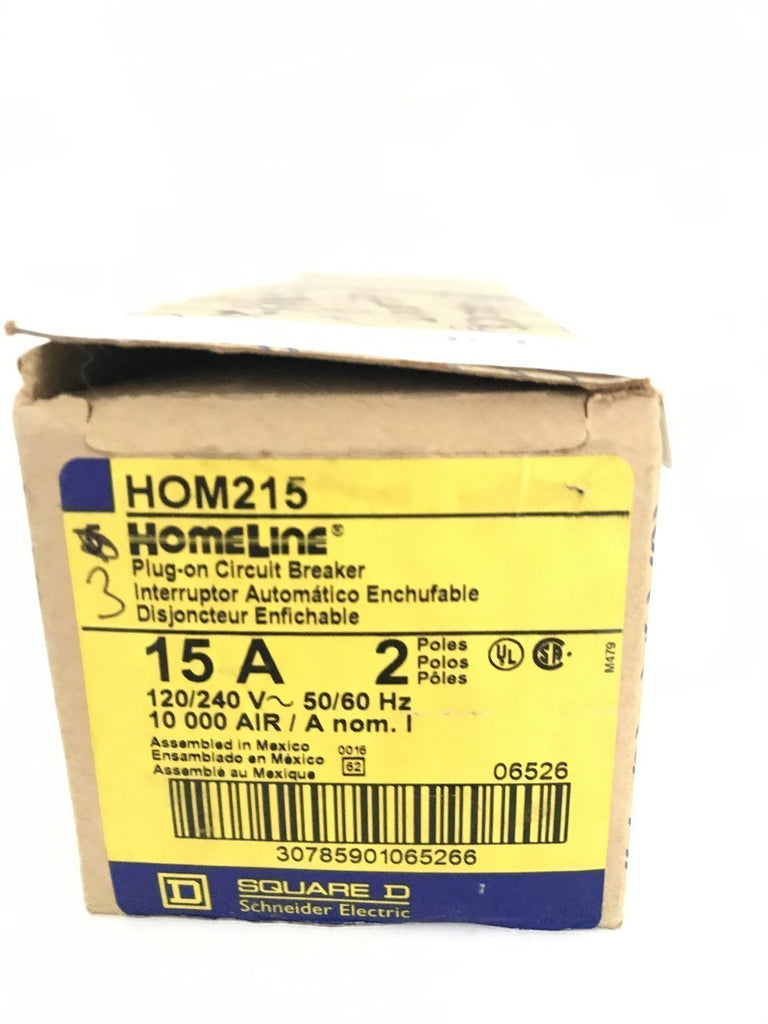 HOM215
HOMELINE®
Plug-on Circuit Breaker
Interruptor Automático Enchufable
Disjoncteur Enfichable
3
15 A 2 Poles
Polos
Pôles
UL SA
M479
120/240 V~ 50/60 Hz
10 000 AIR / A nom. I
Assembled in Mexico
Ensamblado en México
Assemblé au Mexique
0016
62
06526
30785901065266
D SQUARE D
Schneider Electric